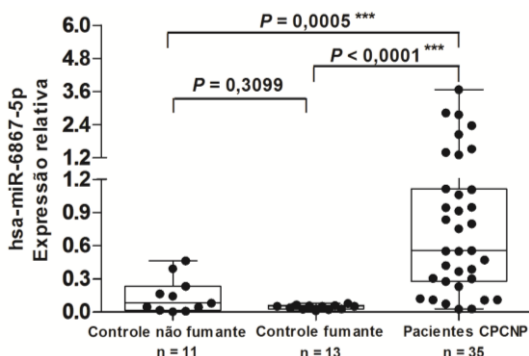 P = 0,0005 ***
P < 0,0001 ***
P = 0,3099
hsa-miR-6867-5p
Expressão relativa
6.0
4.8
3.6
2.4
1.2
1.2
0.9
0.6
0.3
0.0
Controle não fumante
n = 11
Controle fumante
n = 13
Pacientes CPCNP
n = 35